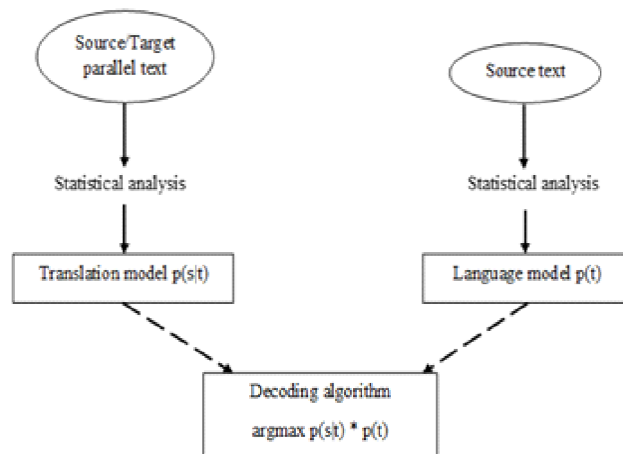 Source/Target
parallel text
Source text
Statistical analysis
Statistical analysis
Translation model p(s|t)
Language model p(t)
Decoding algorithm
argmax p(s|t) * p(t)